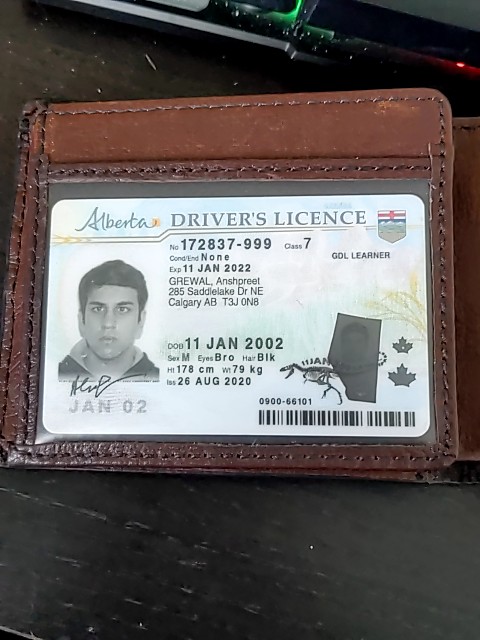 Alberta DRIVER'S LICENCE
No 172837-999 Class 7
Cond/End None GDL LEARNER
Exp 11 JAN 2022
GREWAL, Anshpreet
285 Saddlelake Dr NE
Calgary AB T3J 0N8
DOB 11 JAN 2002
Sex M Eyes Bro Hair Blk
Ht 178 cm Wt 79 kg
Iss 26 AUG 2020
JAN 02
0900-66101